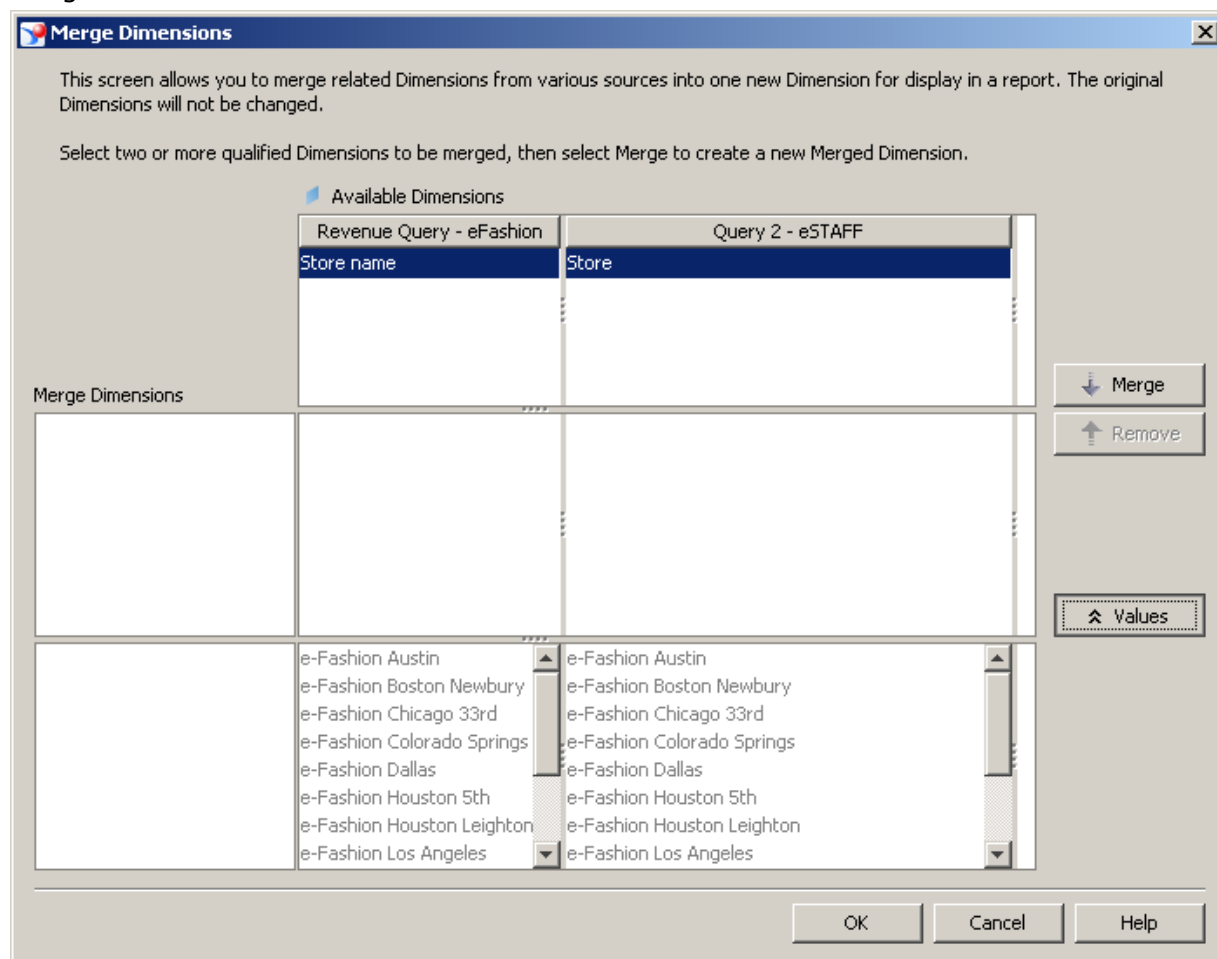 Merge Dimensions
This screen allows you to merge related Dimensions from various sources into one new Dimension for display in a report. The original
Dimensions will not be changed.
Select two or more qualified Dimensions to be merged, then select Merge to create a new Merged Dimension.
Available Dimensions
Revenue Query - eFashion Query 2 - eSTAFF
Store name Store
Merge
Merge Dimensions
Remove
Values
e-Fashion Austin e-Fashion Austin
e-Fashion Boston Newbury e-Fashion Boston Newbury
e-Fashion Chicago 33rd e-Fashion Chicago 33rd
e-Fashion Colorado Springs e-Fashion Colorado Springs
e-Fashion Dallas e-Fashion Dallas
e-Fashion Houston 5th e-Fashion Houston 5th
e-Fashion Houston Leighton e-Fashion Houston Leighton
e-Fashion Los Angeles e-Fashion Los Angeles
OK Cancel Help